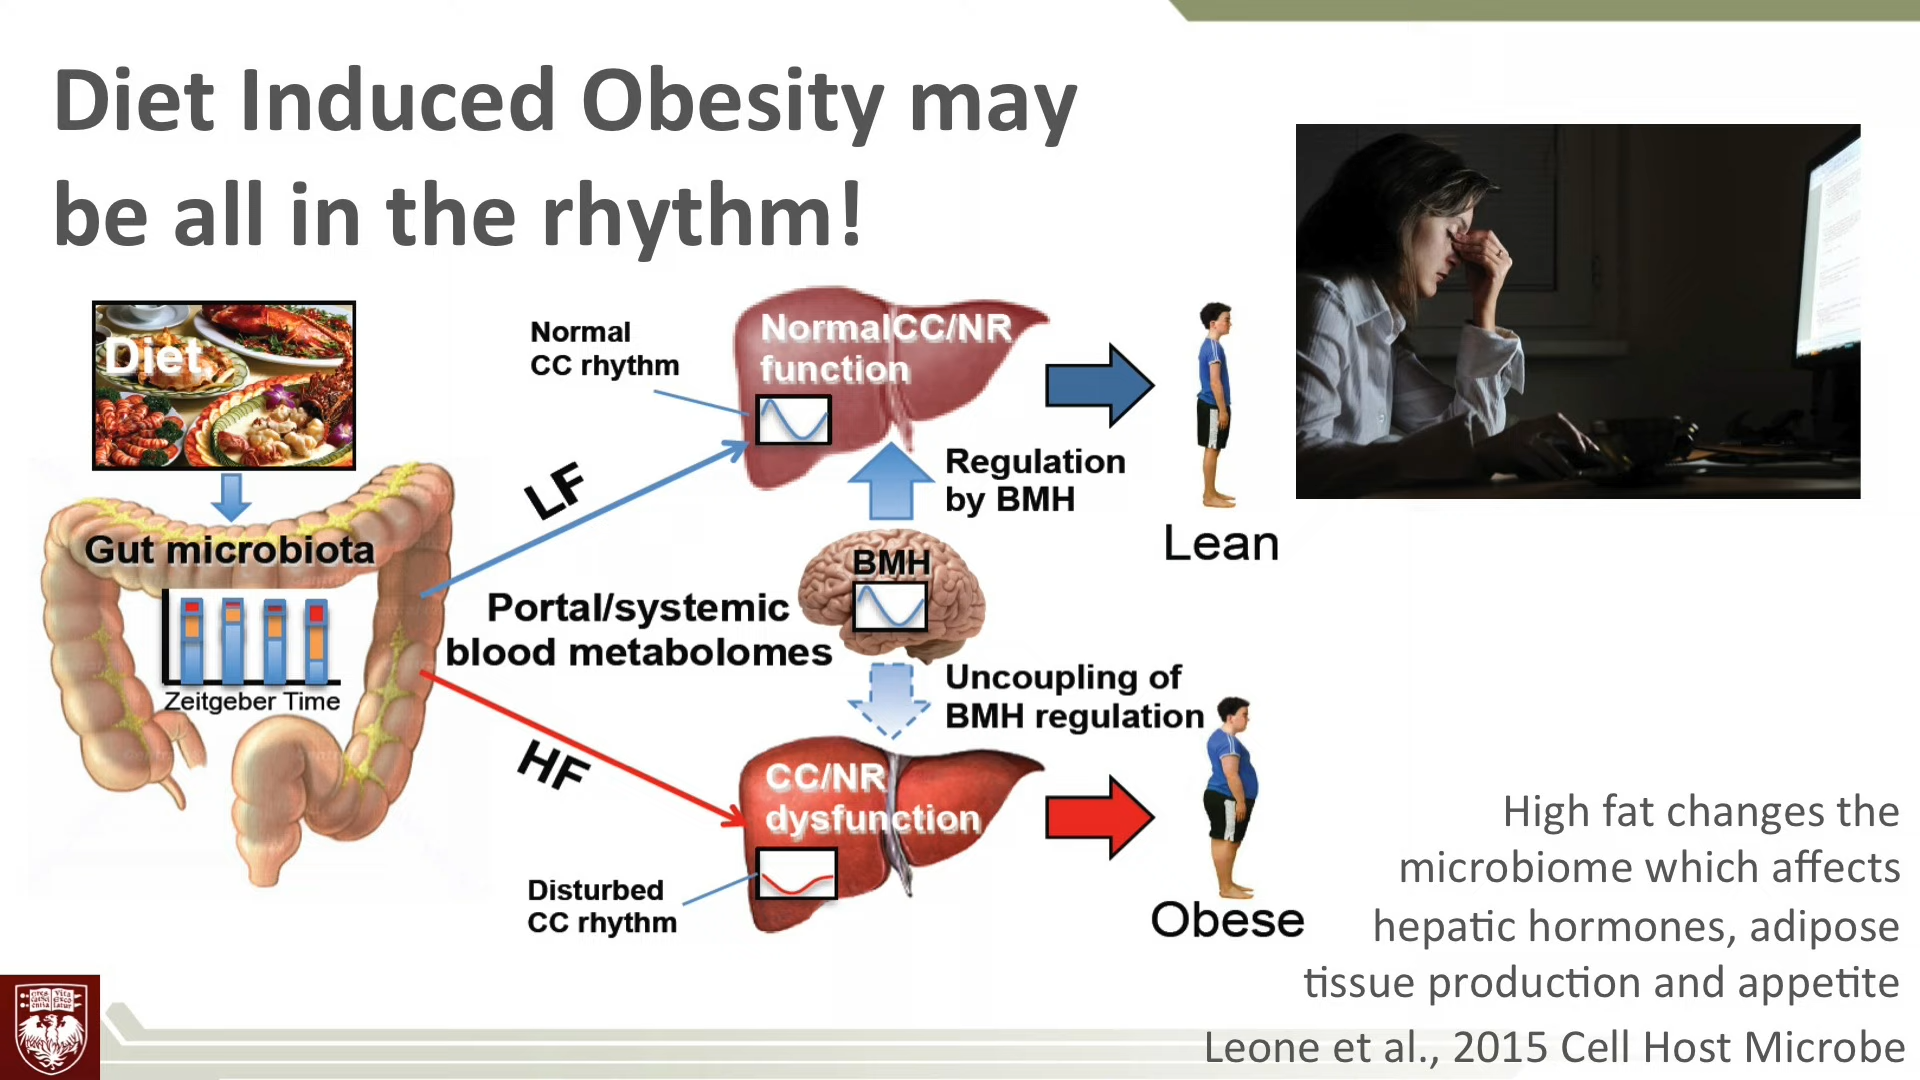 Diet Induced Obesity may
be all in the rhythm!
Diet
Gut microbiota
Zeitgeber Time
Normal
CC rhythm
NormalCC/NR
function
LF
Regulation
by BMH
Lean
Portal/systemic
blood metabolomes
BMH
HF
Uncoupling of
BMH regulation
CC/NR
dysfunction
Disturbed
CC rhythm
Obese
High fat changes the
microbiome which affects
hepatic hormones, adipose
tissue production and appetite
Leone et al., 2015 Cell Host Microbe